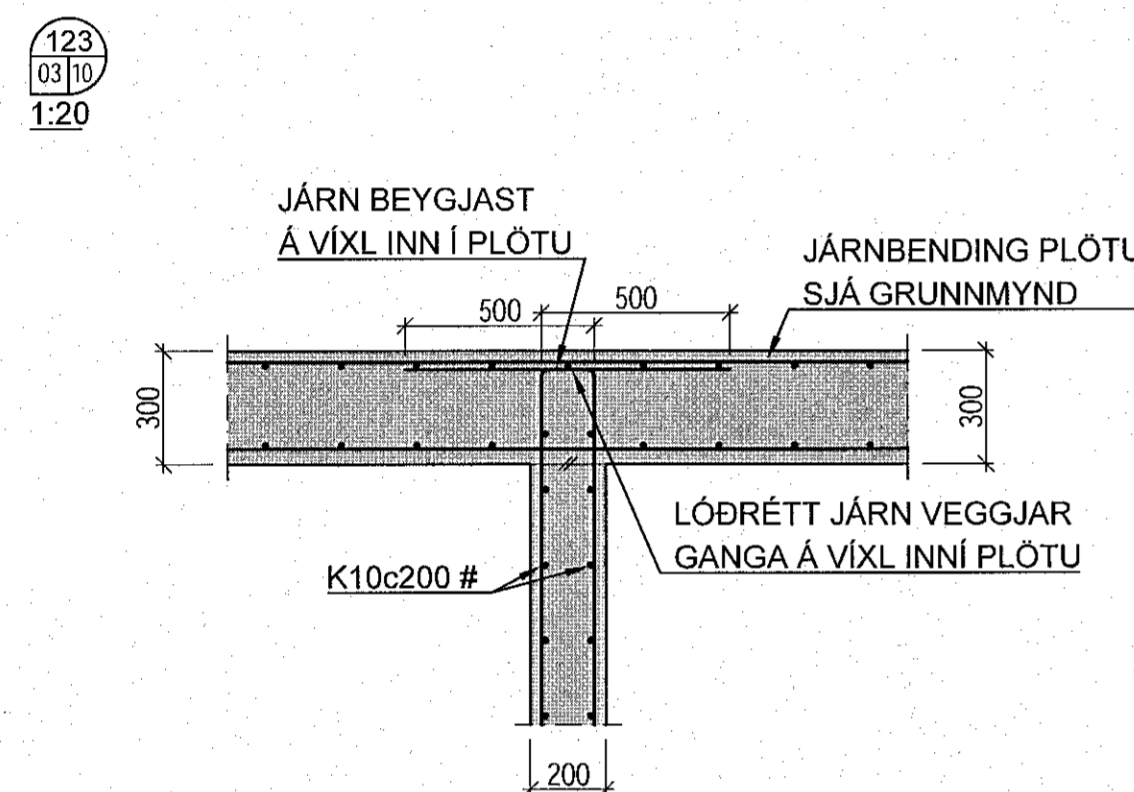 123
03 10
1:20
JÁRN BEYGJAST
Á VÍXL INN Í PLÖTU
JÁRNBENDING PLÖTU
SJÁ GRUNNMYND
500 500
300
300
LÓÐRÉTT JÁRN VEGGJAR
GANGA Á VÍXL INNÍ PLÖTU
K10c200 #
200